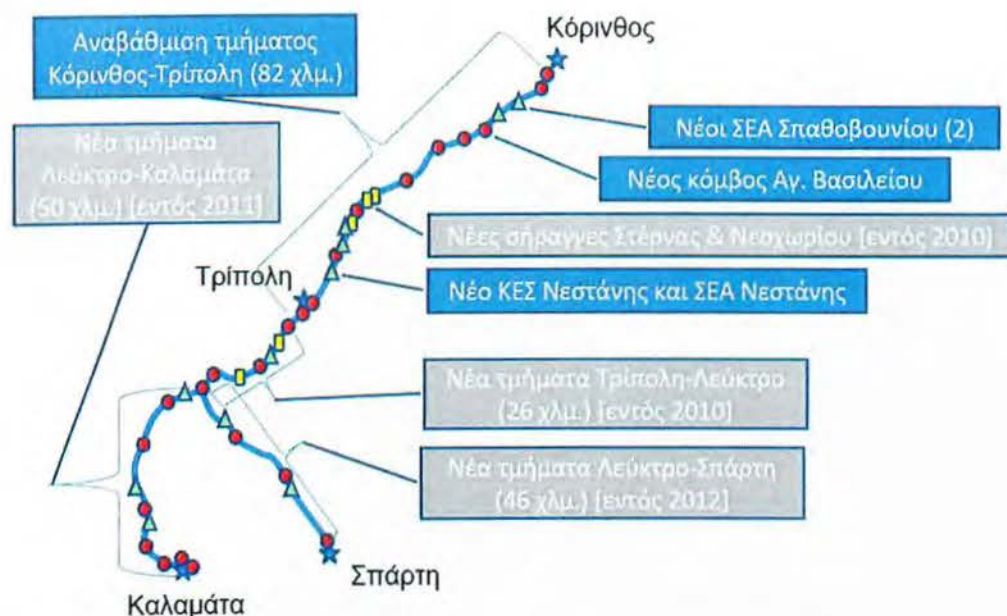 Κόρινθος
Αναβάθμιση τμήματος
Κόρινθος-Τρίπολη (82 χλμ.)
Νέοι ΣΕΑ Σπαθοβουνίου (2)
Νέα τμήματα
Λεύκτρο-Καλαμάτα
(50 χλμ.) [εντός 2011]
Νέος κόμβος Αγ. Βασιλείου
Νέες σήραγγες Στέρνας & Νεοχωρίου [εντός 2010]
Τρίπολη
Νέο ΚΕΣ Νεστάνης και ΣΕΑ Νεστάνης
Νέα τμήματα Τρίπολη-Λεύκτρο
(26 χλμ.) [εντός 2010]
Νέα τμήματα Λεύκτρο-Σπάρτη
(46 χλμ.) [εντός 2012]
Σπάρτη
Καλαμάτα